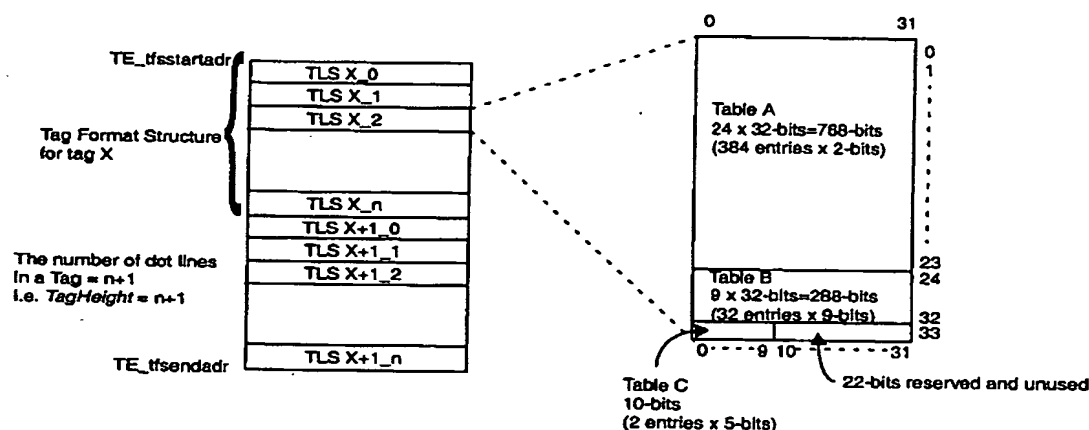 TE_tfsstartadr
TLS X_0
TLS X_1
TLS X_2
Tag Format Structure
for tag X
TLS X_n
TLS X+1_0
TLS X+1_1
TLS X+1_2
The number of dot lines
in a Tag = n+1
i.e. TagHeight = n+1
TLS X+1_n
TE_tfsendadr
0 31
0
1
Table A
24 x 32-bits=768-bits
(384 entries x 2-bits)
23
24
Table B
9 x 32-bits=288-bits
(32 entries x 9-bits)
32
33
0 9 10 31
Table C
10-bits
(2 entries x 5-bits)
22-bits reserved and unused